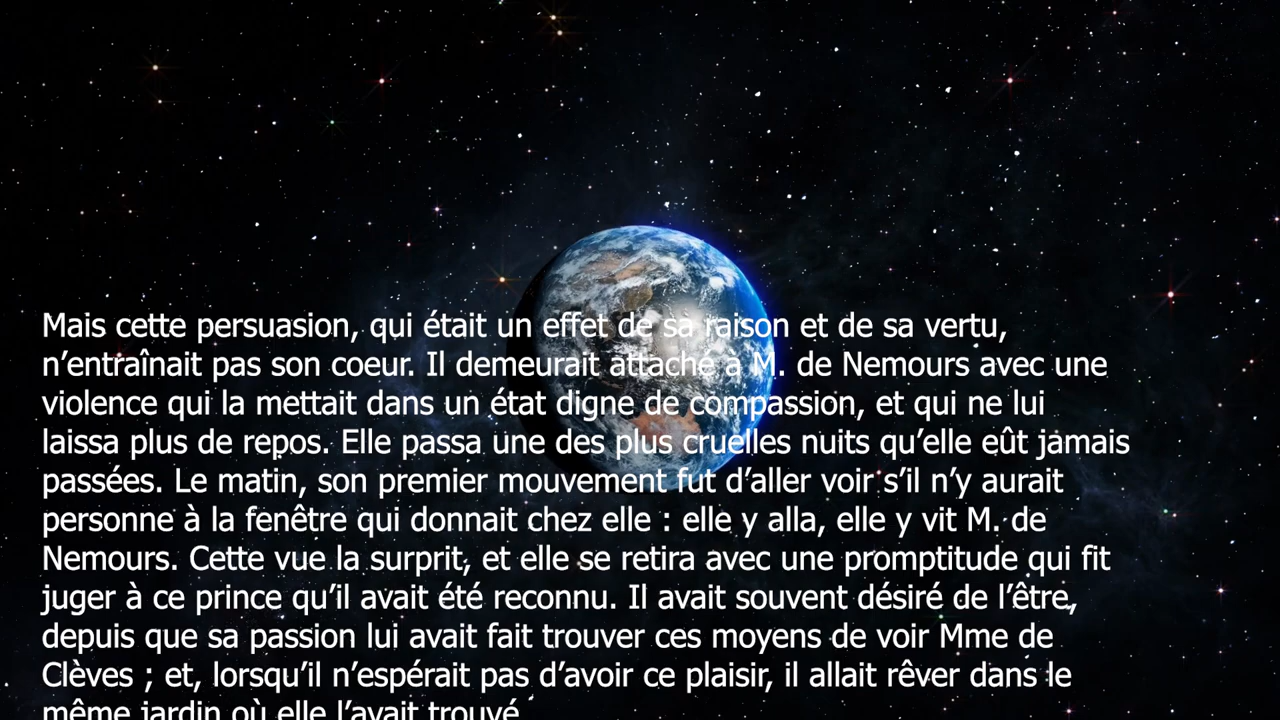 Mais cette persuasion, qui était un effet de sa raison et de sa vertu,
n’entraînait pas son coeur. Il demeurait attaché à M. de Nemours avec une
violence qui la mettait dans un état digne de compassion, et qui ne lui
laissa plus de repos. Elle passa une des plus cruelles nuits qu’elle eût jamais
passées. Le matin, son premier mouvement fut d’aller voir s’il n’y aurait
personne à la fenêtre qui donnait chez elle : elle y alla, elle y vit M. de
Nemours. Cette vue la surprit, et elle se retira avec une promptitude qui fit
juger à ce prince qu’il avait été reconnu. Il avait souvent désiré de l’être,
depuis que sa passion lui avait fait trouver ces moyens de voir Mme de
Clèves ; et, lorsqu’il n’espérait pas d’avoir ce plaisir, il allait rêver dans le
même jardin où elle l’avait trouvé